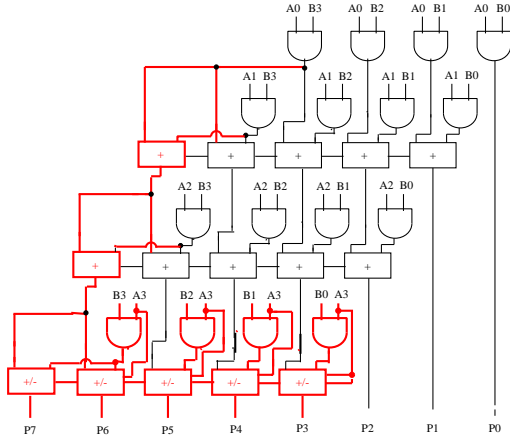 A0 B3 A0 B2 A0 B1 A0 B0
A1 B3 A1 B2 A1 B1 A1 B0
+ + + + +
A2 B3 A2 B2 A2 B1 A2 B0
+ + + + +
B3 A3 B2 A3 B1 A3 B0 A3
+/- +/- +/- +/- +/-
P7 P6 P5 P4 P3 P2 P1 P0